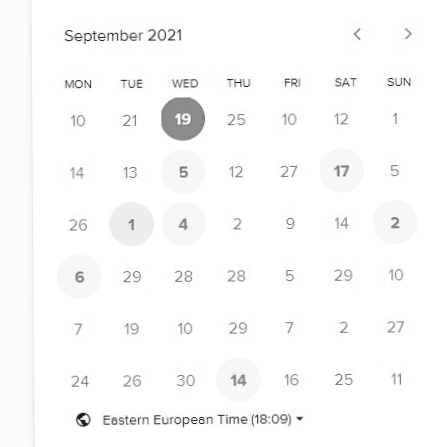 September 2021
MON TUE WED THU FRI SAT SUN
10 21 19 25 10 12 1
14 13 5 12 27 17 5
26 1 4 2 9 14 2
6 29 28 28 5 29 10
7 19 10 29 7 2 27
24 26 30 14 16 25 11
Eastern European Time (18:09)